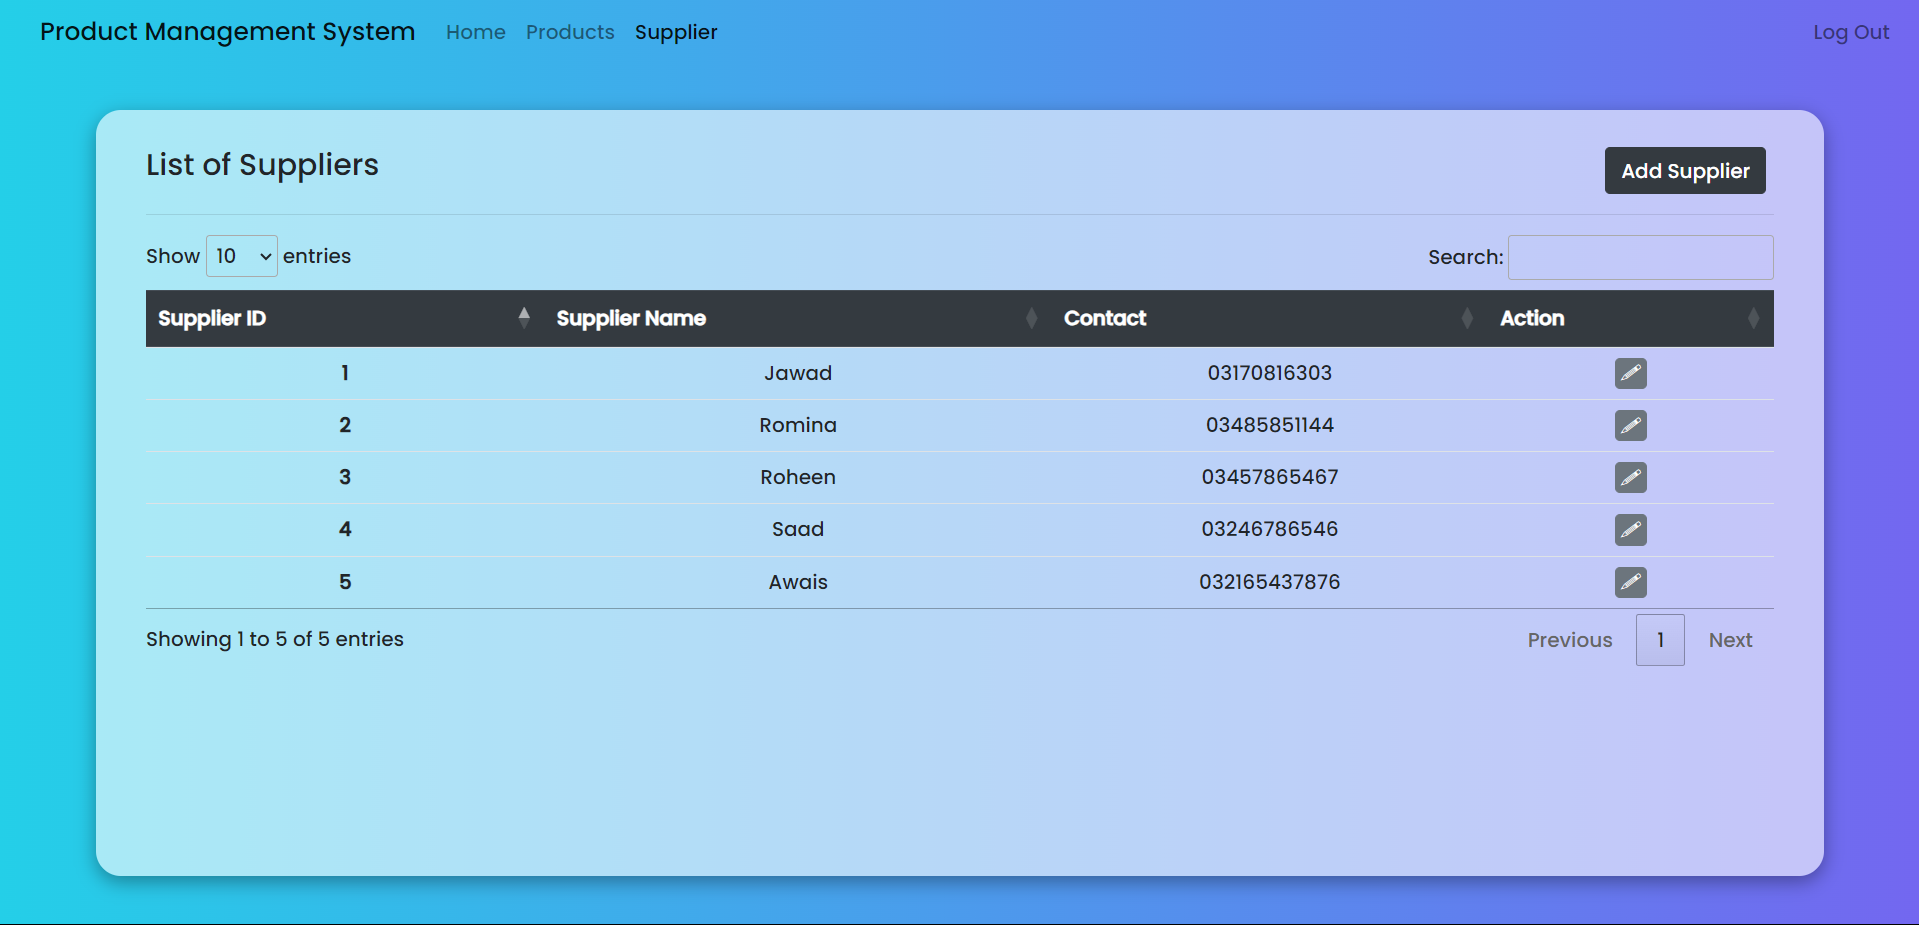 Product Management System Home Products Supplier Log Out
List of Suppliers Add Supplier
Show 10 entries Search:
Supplier ID Supplier Name Contact Action
1 Jawad 03170816303
2 Romina 03485851144
3 Roheen 03457865467
4 Saad 03246786546
5 Awais 032165437876
Showing 1 to 5 of 5 entries Previous 1 Next